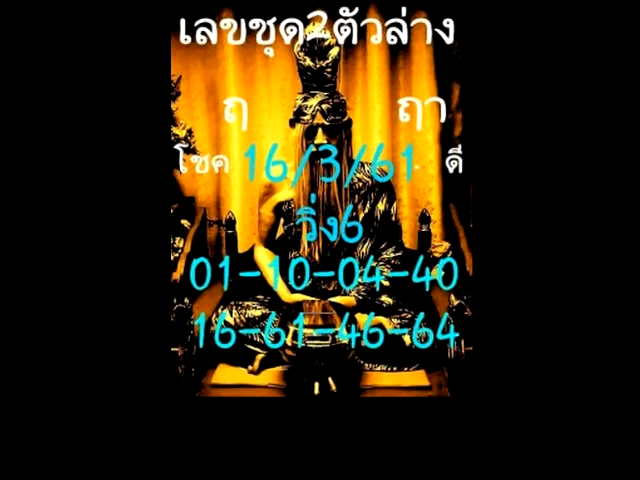 เลขชุด2ตัวล่าง
ฤ ฤา
โชค 16/3/61 ดี
วิ่ง6
01-10-04-40
16-61-46-64